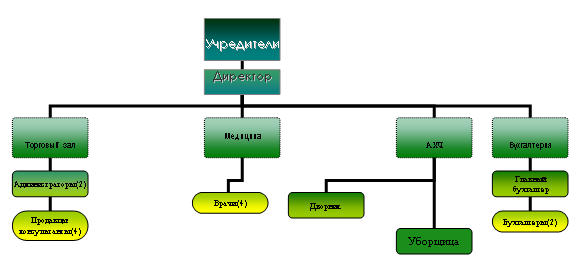 Учредители
Директор
Торговый зал
Медицина
АХЧ
Бухгалтерия
Администраторы(2)
Главный
бухгалтер
Врачи(4)
Дворник
Продавцы
консультанты(4)
Бухгалтеры(2)
Уборщица